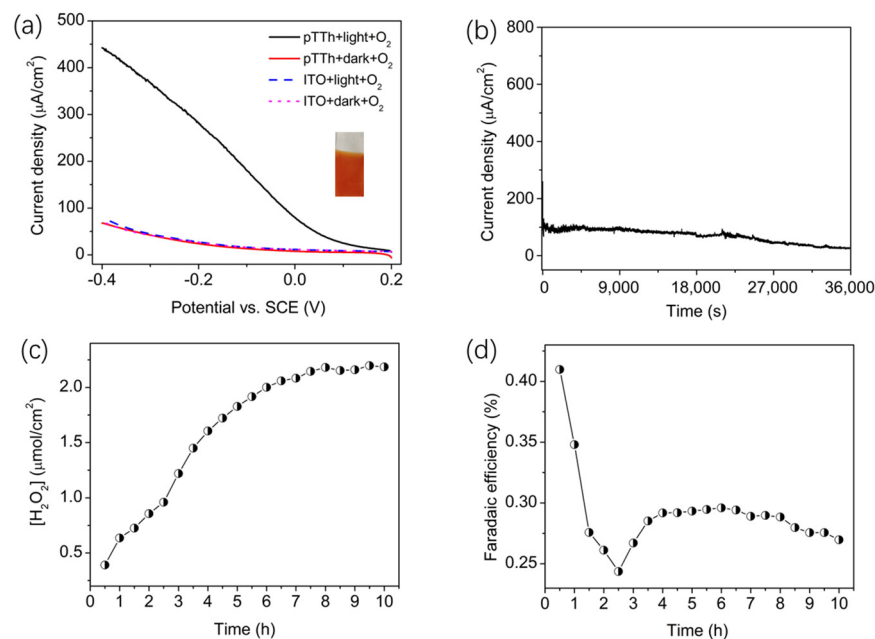 (a)
500
400
300
200
100
0
-0.4
-0.2
0.0
0.2
Current density (μA/cm²)
Potential vs. SCE (V)
pTTh+light+O₂
pTTh+dark+O₂
ITO+light+O₂
ITO+dark+O₂
(b)
800
600
400
200
0
0
9,000
18,000
27,000
36,000
Current density (μA/cm²)
Time (s)
(c)
2.0
1.5
1.0
0.5
0 1 2 3 4 5 6 7 8 9 10
[H₂O₂] (μmol/cm²)
Time (h)
(d)
0.40
0.35
0.30
0.25
0 1 2 3 4 5 6 7 8 9 10
Faradaic efficiency (%)
Time (h)